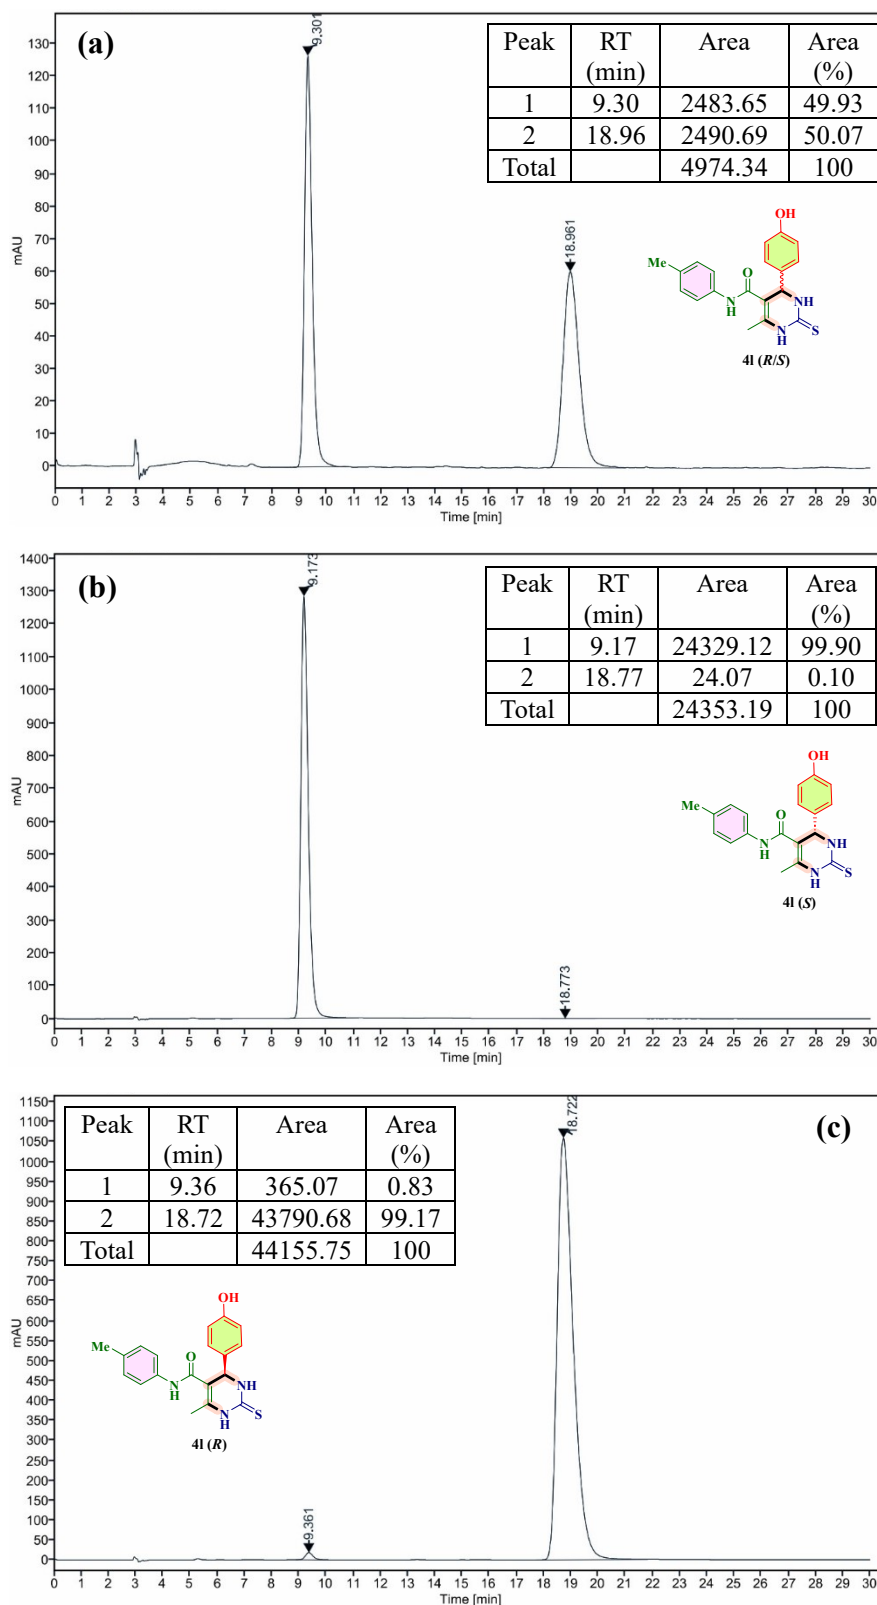 (a)
9.301
18.961
Peak RT (min) Area Area (%)
1 9.30 2483.65 49.93
2 18.96 2490.69 50.07
Total 4974.34 100
OH
Me
O
N
H
NH
N
H
S
4l (R/S)
mAU
130
120
110
100
90
80
70
60
50
40
30
20
10
0
0 1 2 3 4 5 6 7 8 9 10 11 12 13 14 15 16 17 18 19 20 21 22 23 24 25 26 27 28 29 30
Time [min]
(b)
9.173
18.773
Peak RT (min) Area Area (%)
1 9.17 24329.12 99.90
2 18.77 24.07 0.10
Total 24353.19 100
OH
Me
O
N
H
NH
N
H
S
4l (S)
mAU
1400
1300
1200
1100
1000
900
800
700
600
500
400
300
200
100
0
0 1 2 3 4 5 6 7 8 9 10 11 12 13 14 15 16 17 18 19 20 21 22 23 24 25 26 27 28 29 30
Time [min]
(c)
18.722
9.361
Peak RT (min) Area Area (%)
1 9.36 365.07 0.83
2 18.72 43790.68 99.17
Total 44155.75 100
OH
Me
O
N
H
NH
N
H
S
4l (R)
mAU
1150
1100
1050
1000
950
900
850
800
750
700
650
600
550
500
450
400
350
300
250
200
150
100
50
0
0 1 2 3 4 5 6 7 8 9 10 11 12 13 14 15 16 17 18 19 20 21 22 23 24 25 26 27 28 29 30
Time [min]